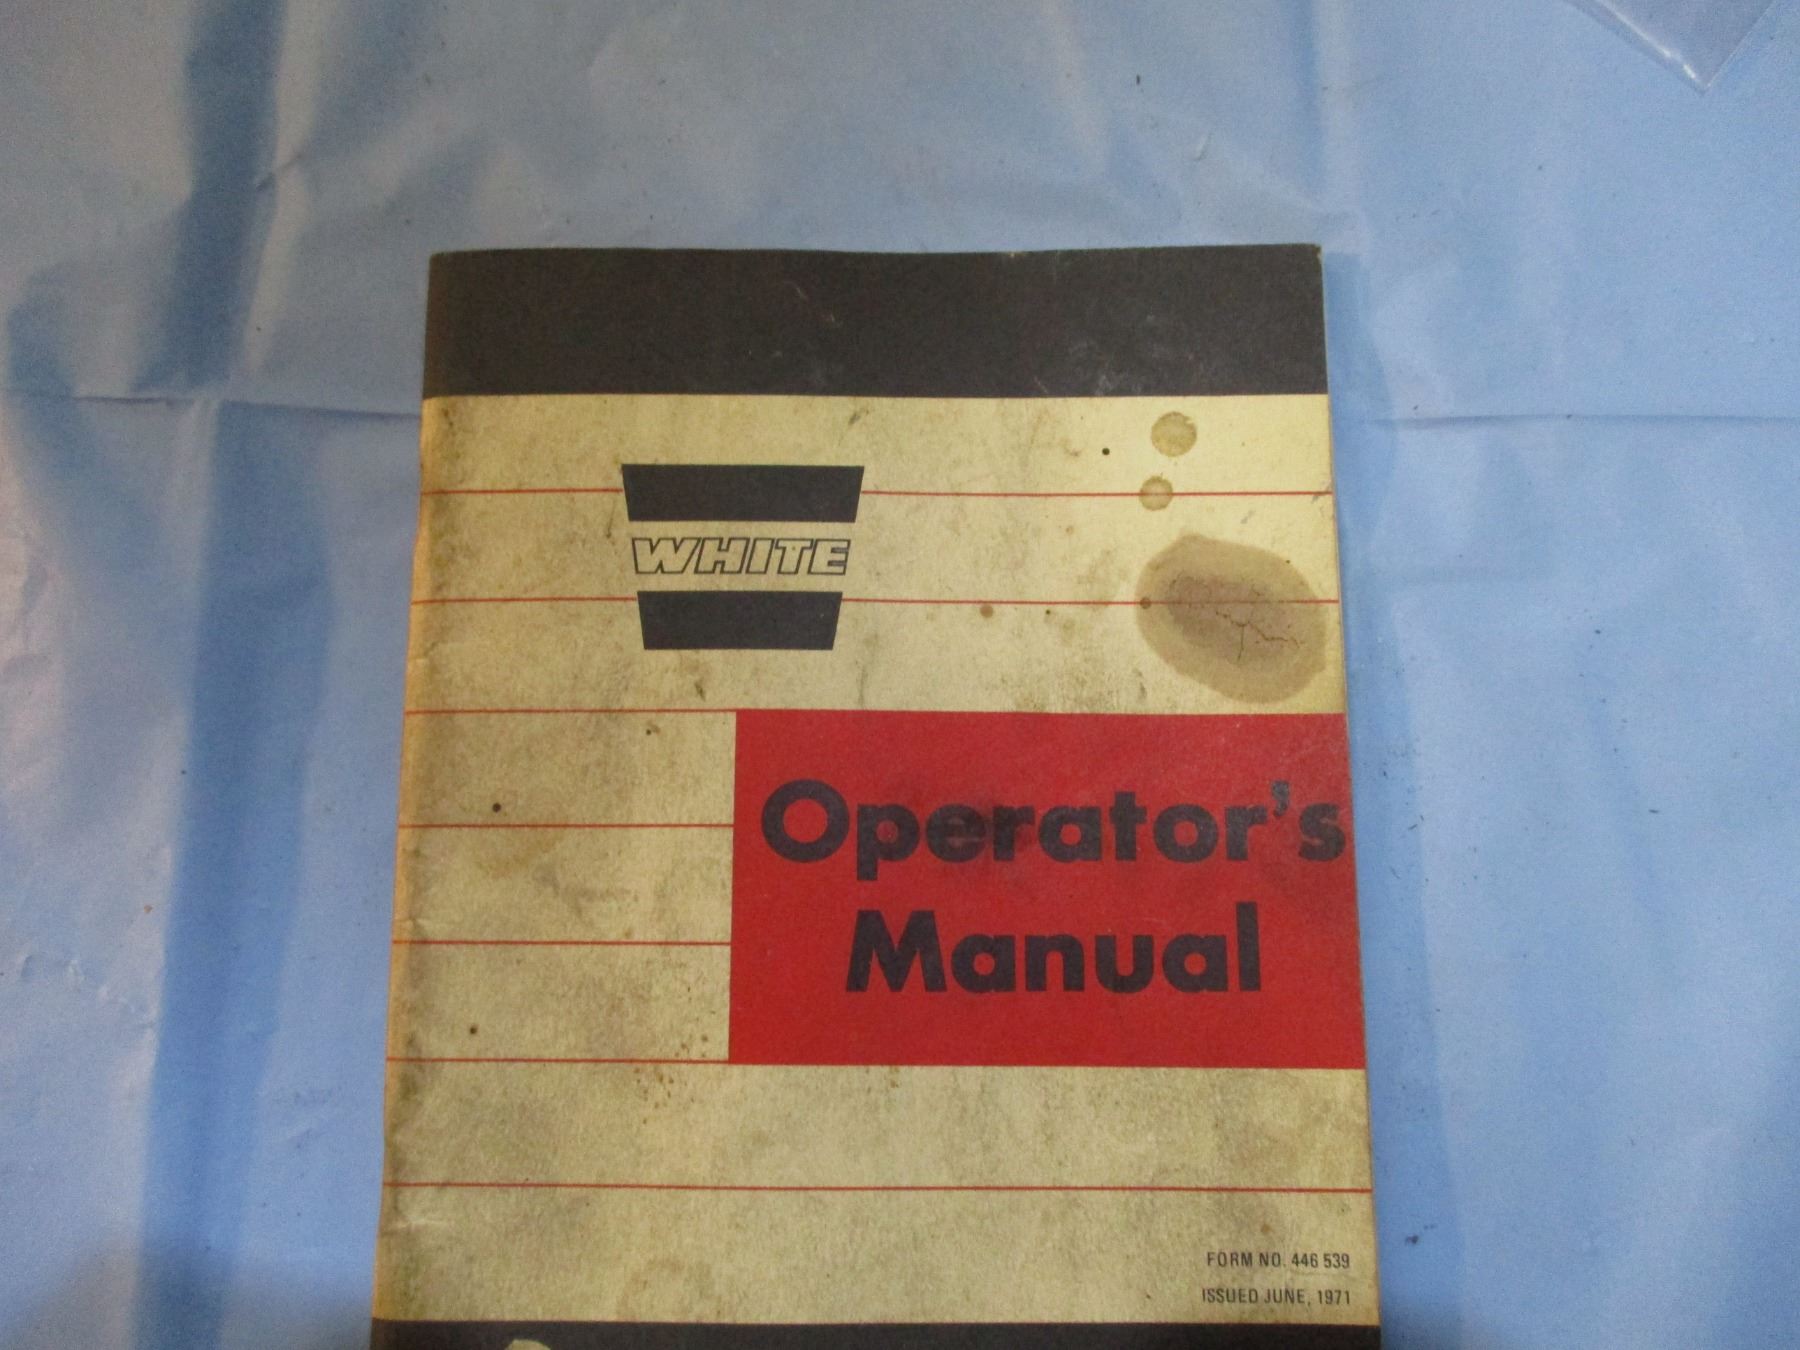 WHITE
Operator's
Manual
FORM NO. 446 539
ISSUED JUNE, 1971